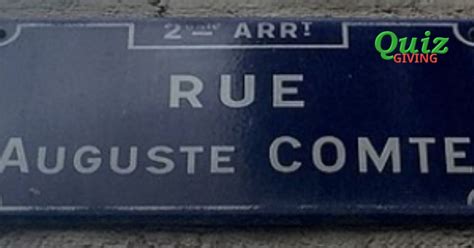 2ème ARRT
RUE
AUGUSTE COMTE
Quiz
GIVING